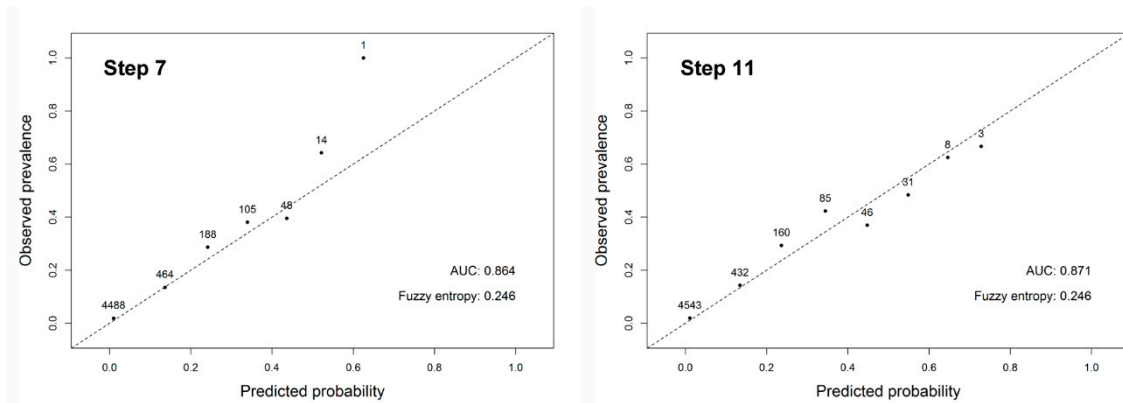 Step 7
1
14
105
48
188
464
4488
AUC: 0.864
Fuzzy entropy: 0.246
Observed prevalence
1.0
0.8
0.6
0.4
0.2
0.0
0.0 0.2 0.4 0.6 0.8 1.0
Predicted probability
Step 11
3
8
31
85
46
160
432
4543
AUC: 0.871
Fuzzy entropy: 0.246
Observed prevalence
1.0
0.8
0.6
0.4
0.2
0.0
0.0 0.2 0.4 0.6 0.8 1.0
Predicted probability